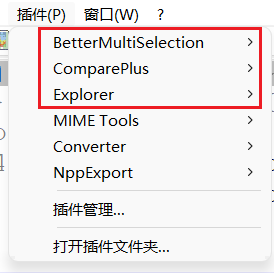 插件(P) 窗口(W) ?
BetterMultiSelection
ComparePlus
Explorer
MIME Tools
Converter
NppExport
插件管理...
打开插件文件夹...